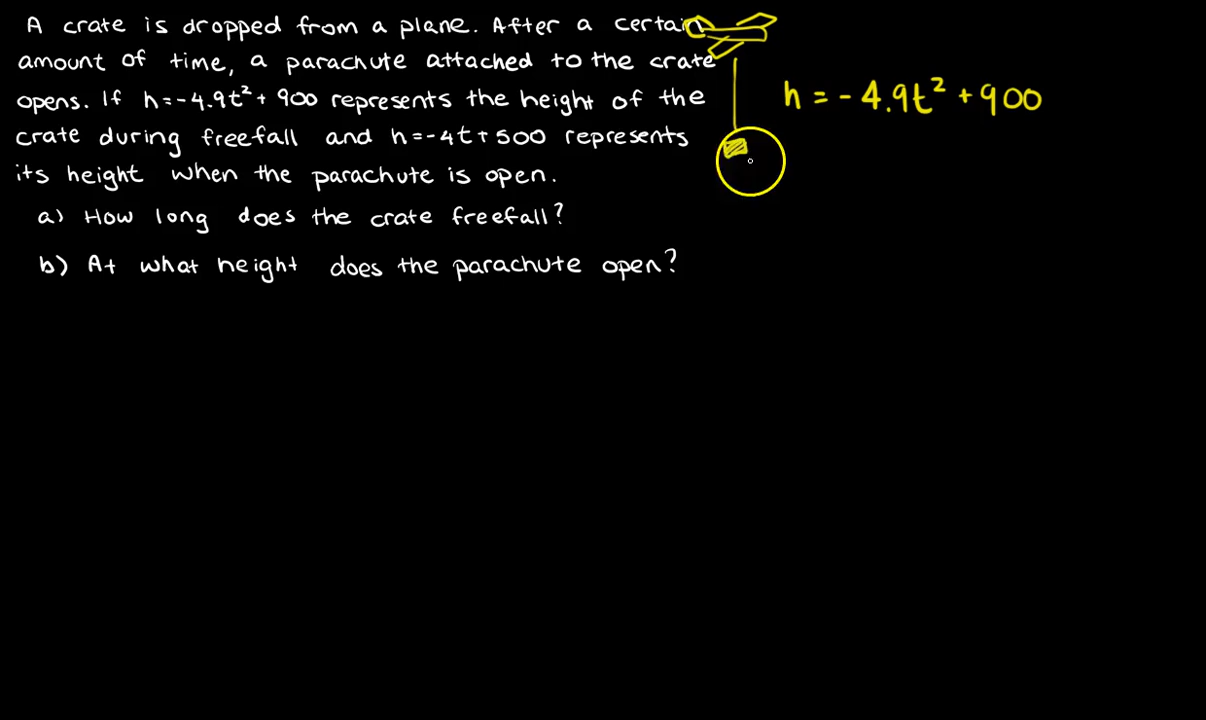 A crate is dropped from a plane. After a certain
amount of time, a parachute attached to the crate
opens. If h=-4.9t²+900 represents the height of the
crate during freefall and h=-4t+500 represents
its height when the parachute is open.
a) How long does the crate freefall?
b) At what height does the parachute open?
h = -4.9t² + 900